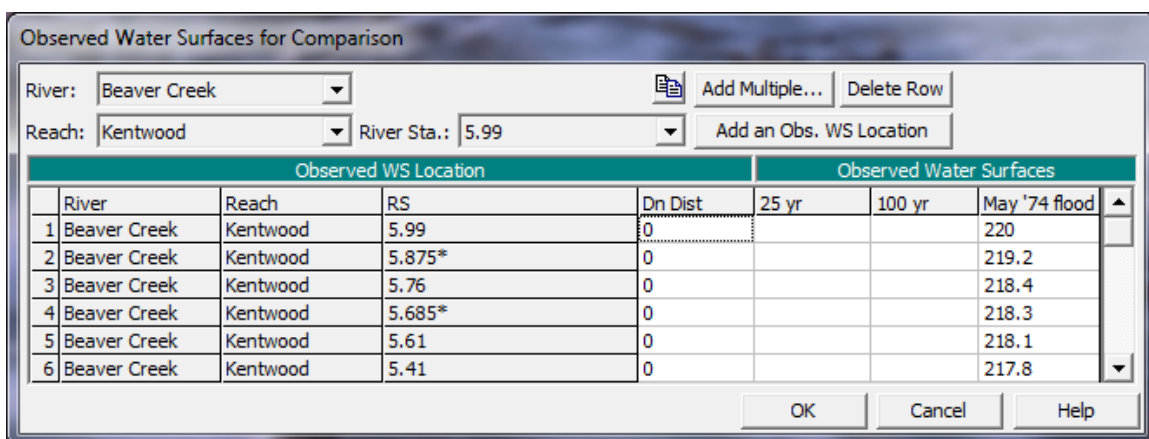 Observed Water Surfaces for Comparison
River: Beaver Creek Add Multiple... Delete Row
Reach: Kentwood River Sta.: 5.99 Add an Obs. WS Location
Observed WS Location Observed Water Surfaces
River Reach RS Dn Dist 25 yr 100 yr May '74 flood
1 Beaver Creek Kentwood 5.99 0 220
2 Beaver Creek Kentwood 5.875* 0 219.2
3 Beaver Creek Kentwood 5.76 0 218.4
4 Beaver Creek Kentwood 5.685* 0 218.3
5 Beaver Creek Kentwood 5.61 0 218.1
6 Beaver Creek Kentwood 5.41 0 217.8
OK Cancel Help